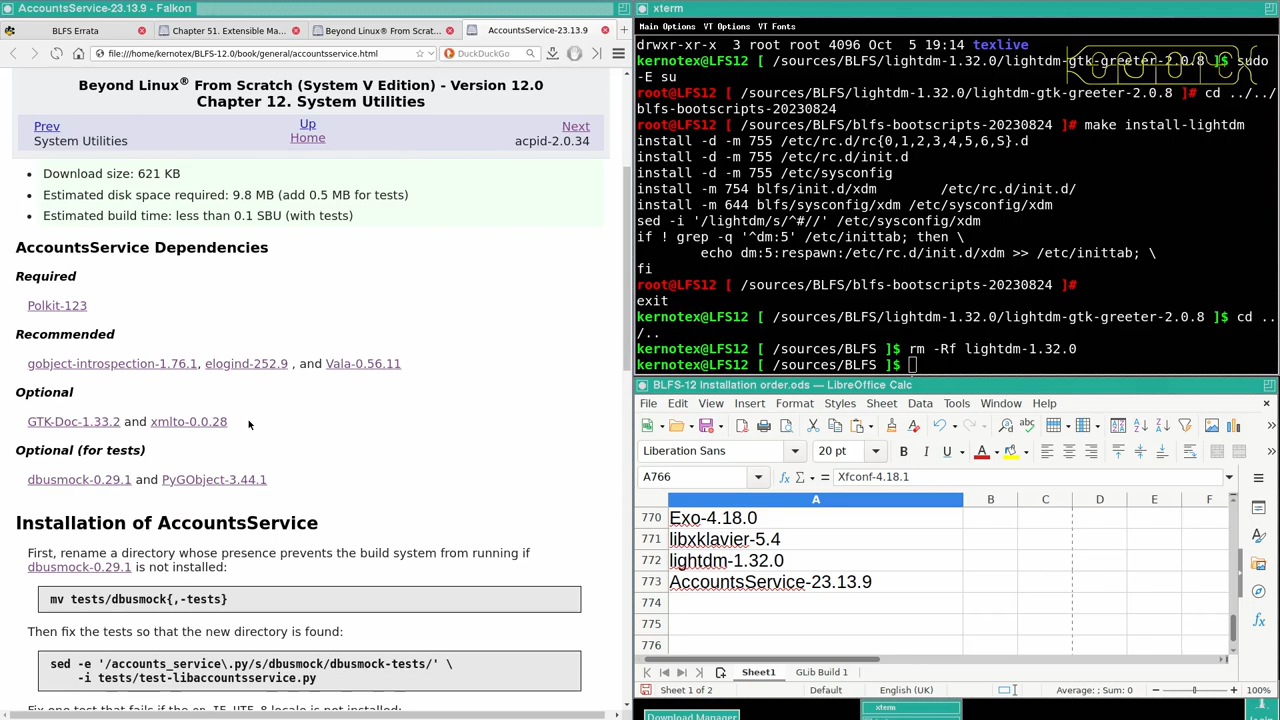 AccountsService-23.13.9 - Falkon
BLFS Errata
Chapter 51. Extensible Ma...
Beyond Linux® From Scrat...
AccountsService-23.13.9
file:///home/kernotex/BLFS-12.0/book/general/accountsservice.html
DuckDuckGo
Beyond Linux® From Scratch (System V Edition) - Version 12.0
Chapter 12. System Utilities
Prev
Up
Next
System Utilities
Home
acpid-2.0.34
Download size: 621 KB
Estimated disk space required: 9.8 MB (add 0.5 MB for tests)
Estimated build time: less than 0.1 SBU (with tests)
AccountsService Dependencies
Required
Polkit-123
Recommended
gobject-introspection-1.76.1, elogind-252.9 , and Vala-0.56.11
Optional
GTK-Doc-1.33.2 and xmlto-0.0.28
Optional (for tests)
dbusmock-0.29.1 and PyGObject-3.44.1
Installation of AccountsService
First, rename a directory whose presence prevents the build system from running if
dbusmock-0.29.1 is not installed:
mv tests/dbusmock{,-tests}
Then fix the tests so that the new directory is found:
sed -e '/accounts_service\.py/s/dbusmock/dbusmock-tests/' \
-i tests/test-libaccountsservice.py
xterm
Main Options VT Options VT Fonts
drwxr-xr-x 3 root root 4096 Oct 5 19:14 texlive
kernotex@LFS12 [ /sources/BLFS/lightdm-1.32.0/lightdm-gtk-greeter-2.0.8 ]$ sudo
-E su
root@LFS12 [ /sources/BLFS/lightdm-1.32.0/lightdm-gtk-greeter-2.0.8 ]# cd ../../
blfs-bootscripts-20230824
root@LFS12 [ /sources/BLFS/blfs-bootscripts-20230824 ]# make install-lightdm
install -d -m 755 /etc/rc.d/rc{0,1,2,3,4,5,6,S}.d
install -d -m 755 /etc/rc.d/init.d
install -d -m 755 /etc/sysconfig
install -m 754 blfs/init.d/xdm /etc/rc.d/init.d/
install -m 644 blfs/sysconfig/xdm /etc/sysconfig/xdm
sed -i '/lightdm/s/^#//' /etc/sysconfig/xdm
if ! grep -q '^dm:5' /etc/inittab; then \
echo dm:5:respawn:/etc/rc.d/init.d/xdm >> /etc/inittab; \
fi
root@LFS12 [ /sources/BLFS/blfs-bootscripts-20230824 ]#
exit
kernotex@LFS12 [ /sources/BLFS/lightdm-1.32.0/lightdm-gtk-greeter-2.0.8 ]$ cd ..
/..
kernotex@LFS12 [ /sources/BLFS ]$ rm -Rf lightdm-1.32.0
kernotex@LFS12 [ /sources/BLFS ]$
BLFS-12 Installation order.ods — LibreOffice Calc
File Edit View Insert Format Styles Sheet Data Tools Window Help
Liberation Sans
20 pt
A766
Xfconf-4.18.1
A B C D E F
770 Exo-4.18.0
771 libxklavier-5.4
772 lightdm-1.32.0
773 AccountsService-23.13.9
774
775
776
Sheet1
GLib Build 1
Sheet 1 of 2
Default
English (UK)
Average: ; Sum: 0
100%
Download Manager
xterm